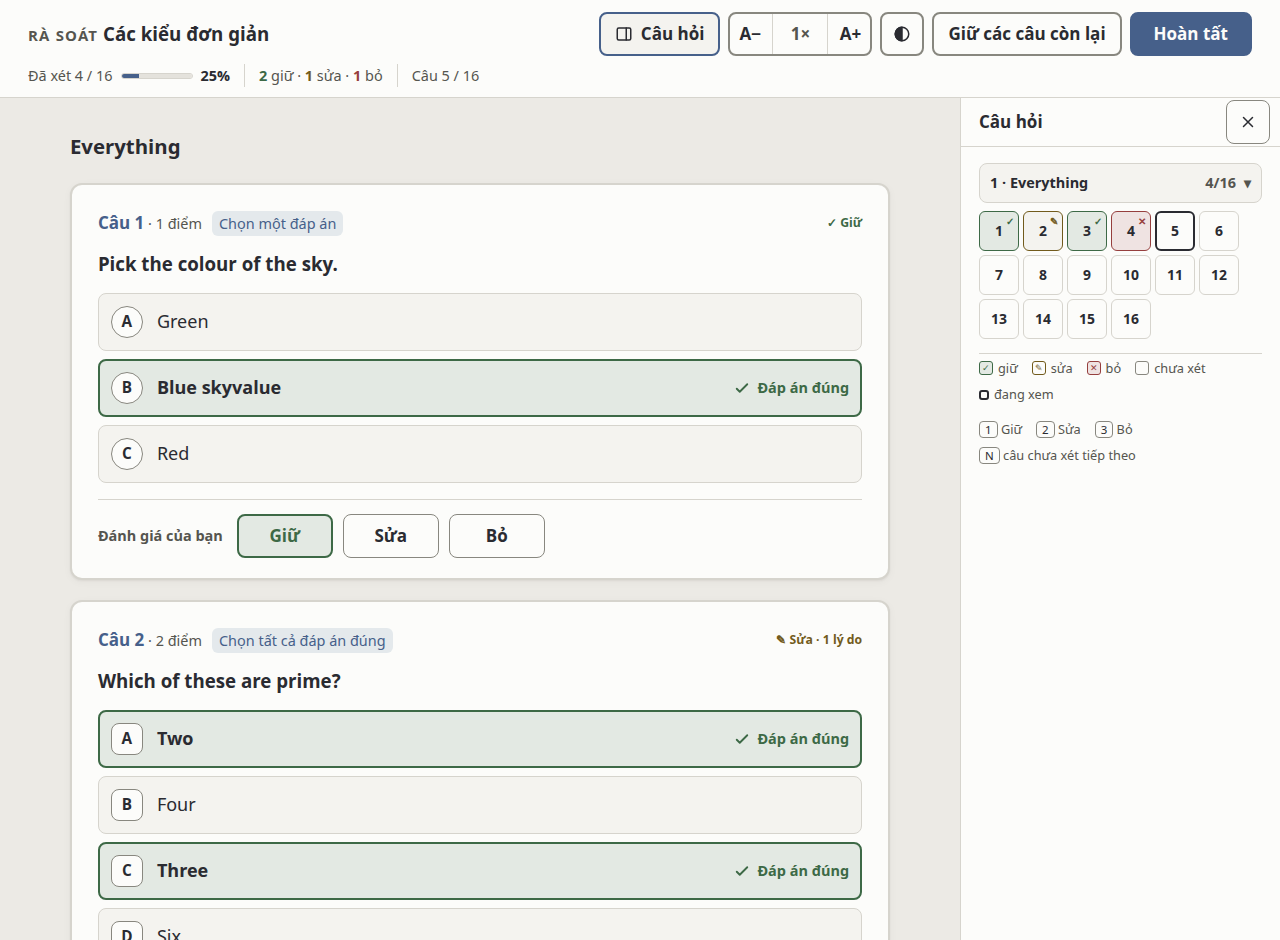 RÀ SOÁT Các kiểu đơn giản
Câu hỏi
A− 1× A+
Giữ các câu còn lại
Hoàn tất
Đã xét 4 / 16 25% 2 giữ · 1 sửa · 1 bỏ Câu 5 / 16
Everything
Câu 1 · 1 điểm Chọn một đáp án ✓ Giữ
Pick the colour of the sky.
A Green
B Blue skyvalue ✓ Đáp án đúng
C Red
Đánh giá của bạn Giữ Sửa Bỏ
Câu 2 · 2 điểm Chọn tất cả đáp án đúng ✎ Sửa · 1 lý do
Which of these are prime?
A Two ✓ Đáp án đúng
B Four
C Three ✓ Đáp án đúng
D Six
Câu hỏi ×
1 · Everything 4/16 ▾
1 ✓ 2 ✎ 3 ✓ 4 ✕ 5 6
7 8 9 10 11 12
13 14 15 16
✓ giữ ✎ sửa ✕ bỏ chưa xét
đang xem
1 Giữ 2 Sửa 3 Bỏ
N câu chưa xét tiếp theo